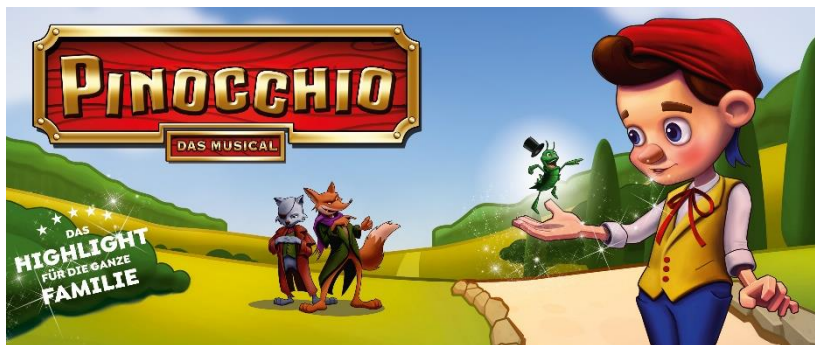 PINOCCHIO
DAS MUSICAL
DAS
HIGHLIGHT
FÜR DIE GANZE
FAMILIE